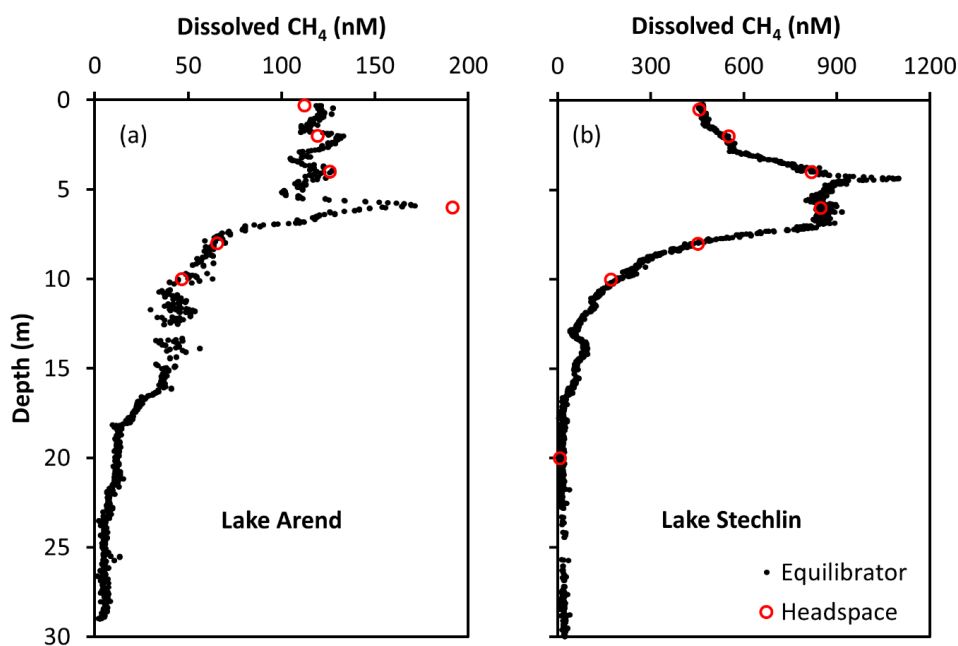 Dissolved CH₄ (nM)
0 50 100 150 200
Dissolved CH₄ (nM)
0 300 600 900 1200
Depth (m)
0
5
10
15
20
25
30
(a)
Lake Arend
(b)
Lake Stechlin
Equilibrator
Headspace